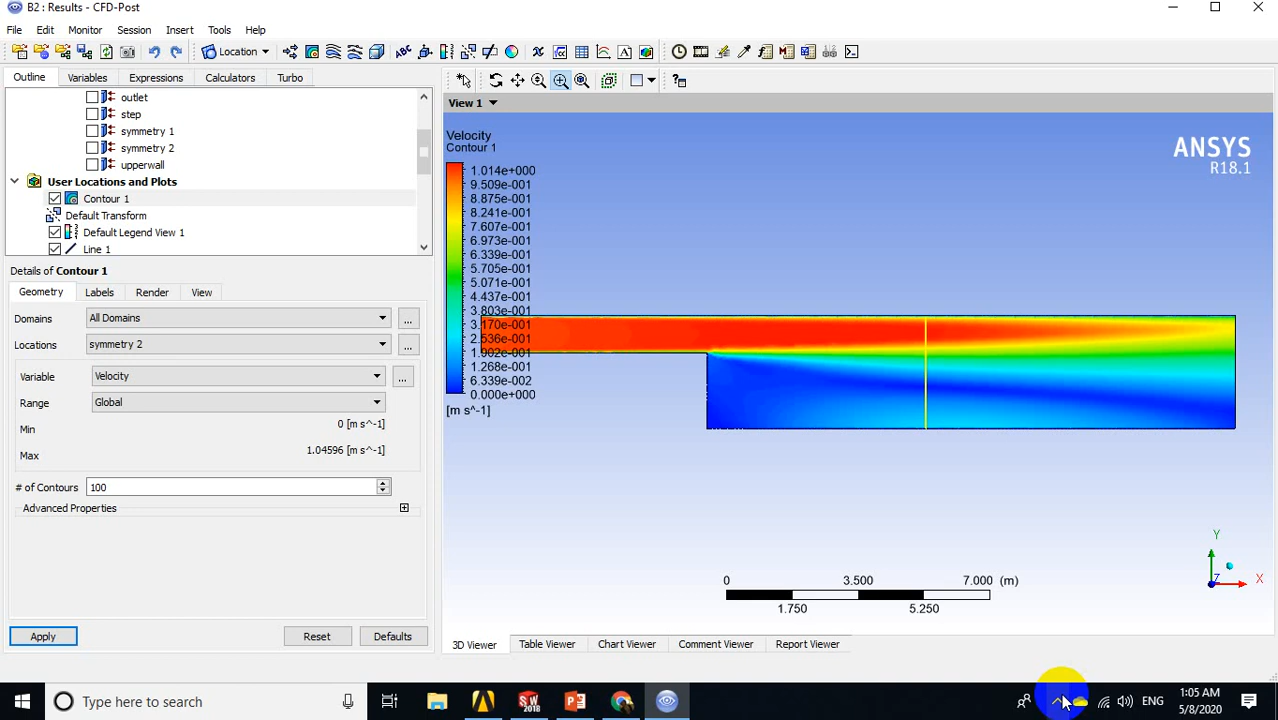 B2 : Results - CFD-Post
File Edit Monitor Session Insert Tools Help
Location
Outline Variables Expressions Calculators Turbo
outlet
step
symmetry 1
symmetry 2
upperwall
User Locations and Plots
Contour 1
Default Transform
Default Legend View 1
Line 1
Details of Contour 1
Geometry Labels Render View
Domains All Domains ...
Locations symmetry 2 ...
Variable Velocity ...
Range Global
Min 0 [m s^-1]
Max 1.04596 [m s^-1]
# of Contours 100
Advanced Properties
Apply Reset Defaults
View 1
Velocity
Contour 1
1.014e+000
9.509e-001
8.875e-001
8.241e-001
7.607e-001
6.973e-001
6.339e-001
5.705e-001
5.071e-001
4.437e-001
3.803e-001
3.170e-001
2.536e-001
1.902e-001
1.268e-001
6.339e-002
0.000e+000
[m s^-1]
ANSYS
R18.1
0 3.500 7.000 (m)
1.750 5.250
Y
Z X
3D Viewer Table Viewer Chart Viewer Comment Viewer Report Viewer
Type here to search
SW
2018
ENG
1:05 AM
5/8/2020